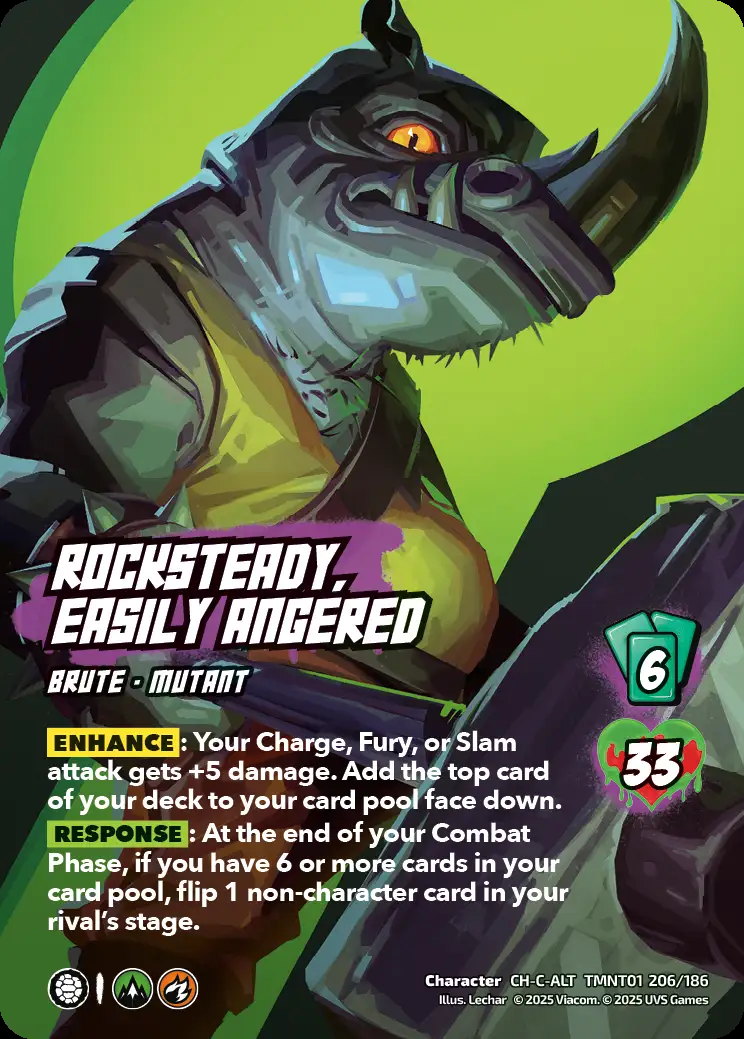 ROCKSTEADY,
EASILY ANGERED
BRUTE • MUTANT
6
33
ENHANCE: Your Charge, Fury, or Slam
attack gets +5 damage. Add the top card
of your deck to your card pool face down.
RESPONSE: At the end of your Combat
Phase, if you have 6 or more cards in your
card pool, flip 1 non-character card in your
rival's stage.
Character CH-C-ALT TMNT01 206/186
Illus. Lechar © 2025 Viacom. © 2025 UVS Games